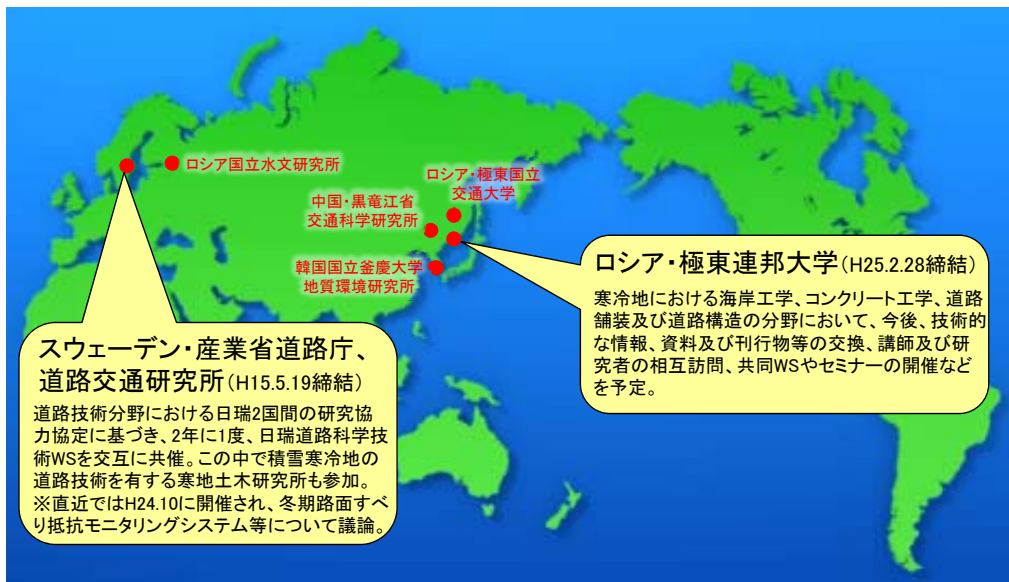 ロシア国立水文研究所
ロシア・極東国立
交通大学
中国・黒竜江省
交通科学研究所
韓国国立釜慶大学
地質環境研究所
ロシア・極東連邦大学(H25.2.28締結)
寒冷地における海岸工学、コンクリート工学、道路
舗装及び道路構造の分野において、今後、技術的
な情報、資料及び刊行物等の交換、講師及び研
究者の相互訪問、共同WSやセミナーの開催など
を予定。
スウェーデン・産業省道路庁、
道路交通研究所(H15.5.19締結)
道路技術分野における日瑞2国間の研究協
力協定に基づき、2年に1度、日瑞道路科学技
術WSを交互に共催。この中で積雪寒冷地の
道路技術を有する寒地土木研究所も参加。
※直近ではH24.10に開催され、冬期路面すべ
り抵抗モニタリングシステム等について議論。